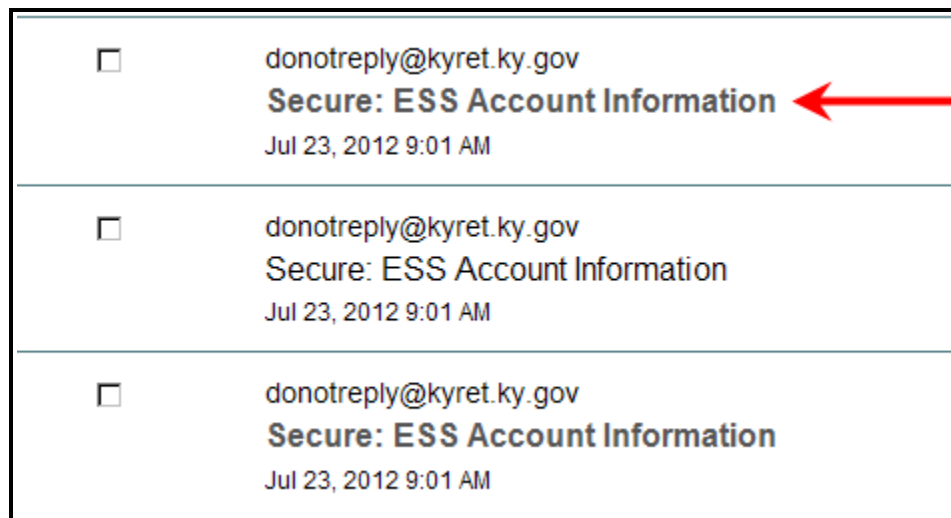 donotreply@kyret.ky.gov
Secure: ESS Account Information
Jul 23, 2012 9:01 AM
donotreply@kyret.ky.gov
Secure: ESS Account Information
Jul 23, 2012 9:01 AM
donotreply@kyret.ky.gov
Secure: ESS Account Information
Jul 23, 2012 9:01 AM